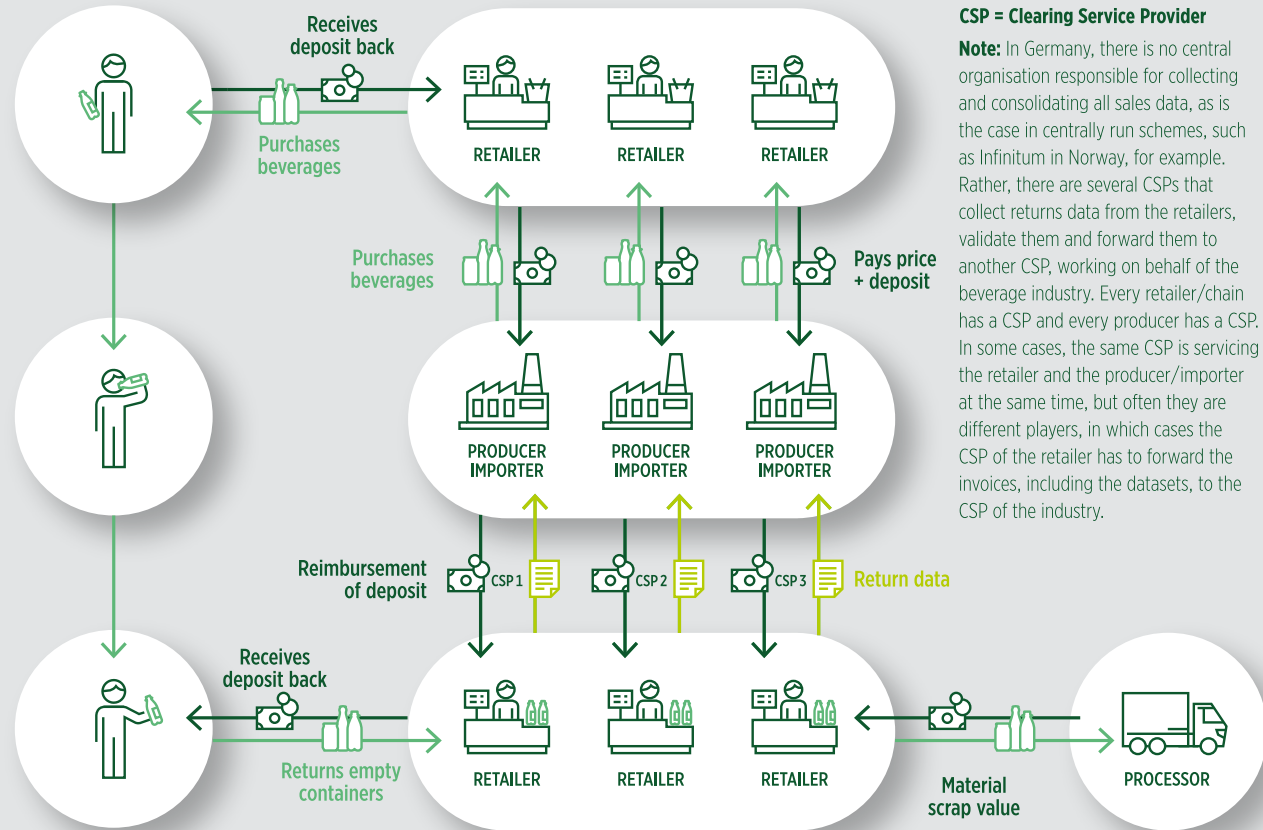 Receives
deposit back
Purchases
beverages
RETAILER
RETAILER
RETAILER
CSP = Clearing Service Provider
Note: In Germany, there is no central
organisation responsible for collecting
and consolidating all sales data, as is
the case in centrally run schemes, such
as Infinitum in Norway, for example.
Rather, there are several CSPs that
collect returns data from the retailers,
validate them and forward them to
another CSP, working on behalf of the
beverage industry. Every retailer/chain
has a CSP and every producer has a CSP.
In some cases, the same CSP is servicing
the retailer and the producer/importer
at the same time, but often they are
different players, in which cases the
CSP of the retailer has to forward the
invoices, including the datasets, to the
CSP of the industry.
Purchases
beverages
Pays price
+ deposit
PRODUCER
IMPORTER
PRODUCER
IMPORTER
PRODUCER
IMPORTER
Reimbursement
of deposit
CSP 1
CSP 2
CSP 3
Return data
Receives
deposit back
Returns empty
containers
RETAILER
RETAILER
RETAILER
Material
scrap value
PROCESSOR